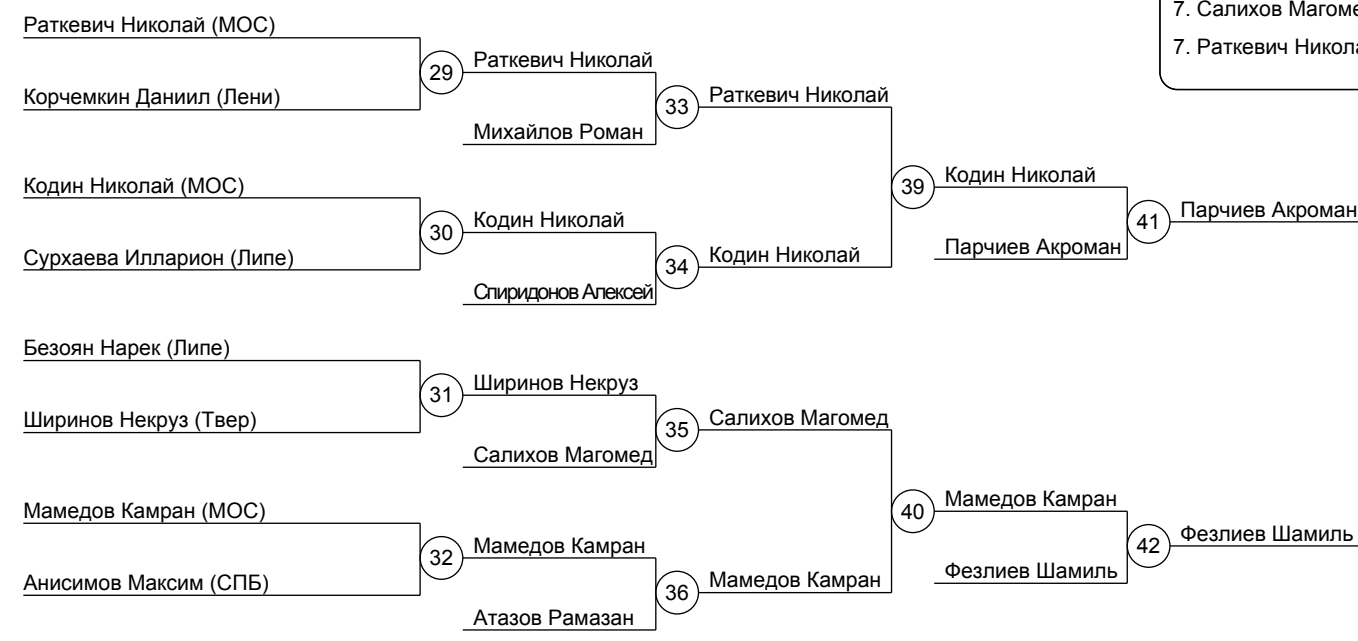 Раткевич Николай (МОС)
Корчемкин Даниил (Лени)
Кодин Николай (МОС)
Сурхаева Илларион (Липе)
Безоян Нарек (Липе)
Ширинов Некруз (Твер)
Мамедов Камран (МОС)
Анисимов Максим (СПБ)
29
30
31
32
Раткевич Николай
Михайлов Роман
Кодин Николай
Спиридонов Алексей
Ширинов Некруз
Салихов Магомед
Мамедов Камран
Атазов Рамазан
33
34
35
36
Раткевич Николай
Кодин Николай
Салихов Магомед
Мамедов Камран
39
40
Кодин Николай
Парчиев Акроман
Мамедов Камран
Фезлиев Шамиль
41
42
Парчиев Акроман
Фезлиев Шамиль
7. Салихов
7. Раткевич